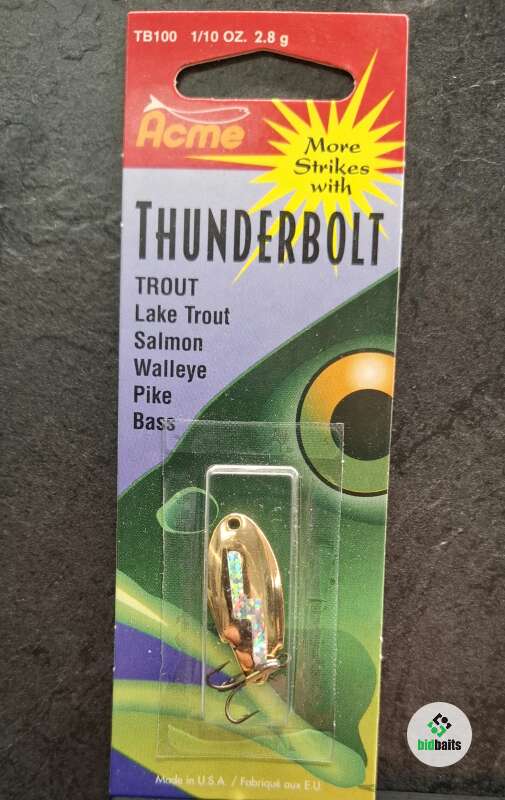 TB100 1/10 OZ. 2.8 g
Acme
More
Strikes
with
THUNDERBOLT
TROUT
Lake Trout
Salmon
Walleye
Pike
Bass
Made in U.S.A. / Fabriqué aux E.U.
bidbaits